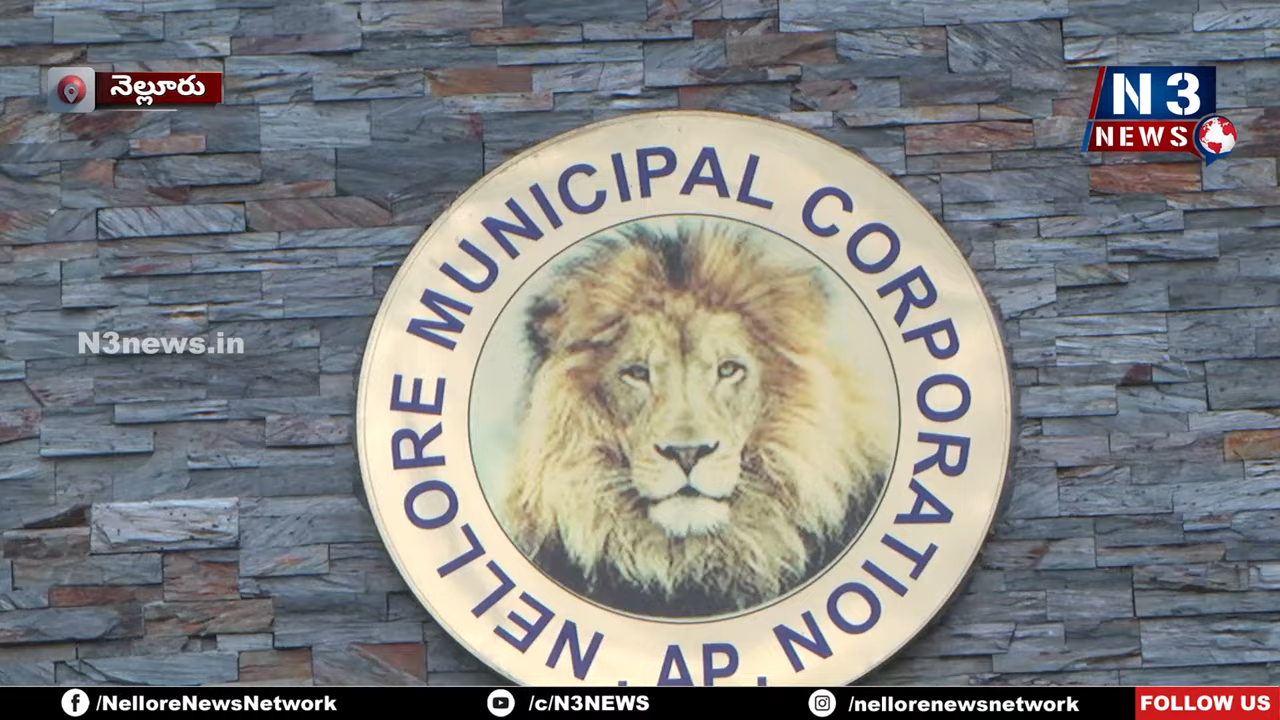 నెల్లూరు
N3
NEWS
NELLORE MUNICIPAL CORPORATION
. AP .
N3news.in
/NelloreNewsNetwork
/c/N3NEWS
/nellorenewsnetwork
FOLLOW US